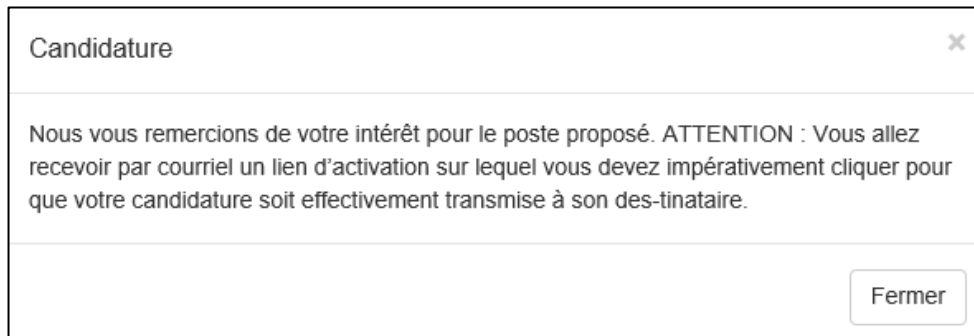 Candidature
×
Nous vous remercions de votre intérêt pour le poste proposé. ATTENTION : Vous allez
recevoir par courriel un lien d’activation sur lequel vous devez impérativement cliquer pour
que votre candidature soit effectivement transmise à son des-tinataire.
Fermer